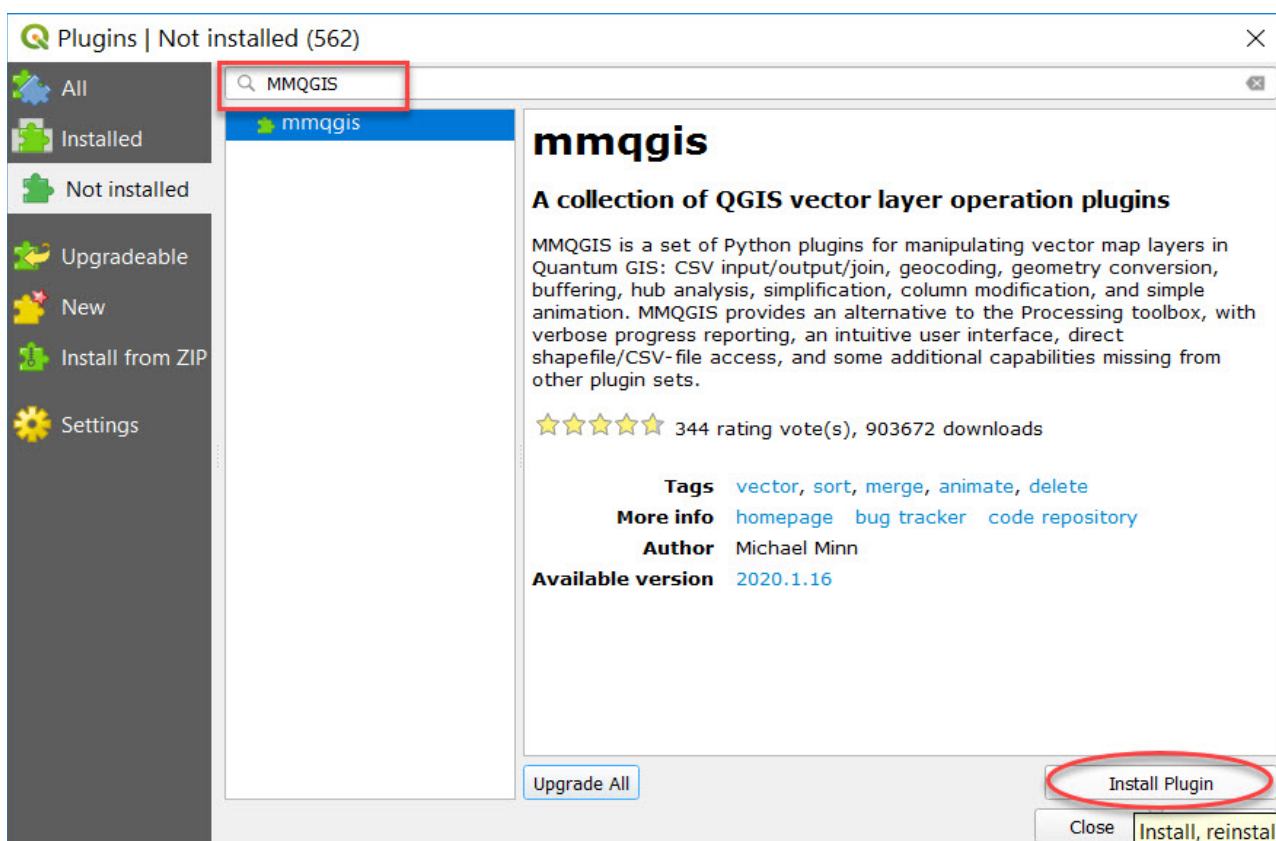 Plugins | Not installed (562)
All
Installed
Not installed
Upgradeable
New
Install from ZIP
Settings
MMQGIS
mmqgis
mmqgis
A collection of QGIS vector layer operation plugins
MMQGIS is a set of Python plugins for manipulating vector map layers in
Quantum GIS: CSV input/output/join, geocoding, geometry conversion,
buffering, hub analysis, simplification, column modification, and simple
animation. MMQGIS provides an alternative to the Processing toolbox, with
verbose progress reporting, an intuitive user interface, direct
shapefile/CSV-file access, and some additional capabilities missing from
other plugin sets.
344 rating vote(s), 903672 downloads
Tags vector, sort, merge, animate, delete
More info homepage bug tracker code repository
Author Michael Minn
Available version 2020.1.16
Upgrade All
Install Plugin
Close
Install, reinstal